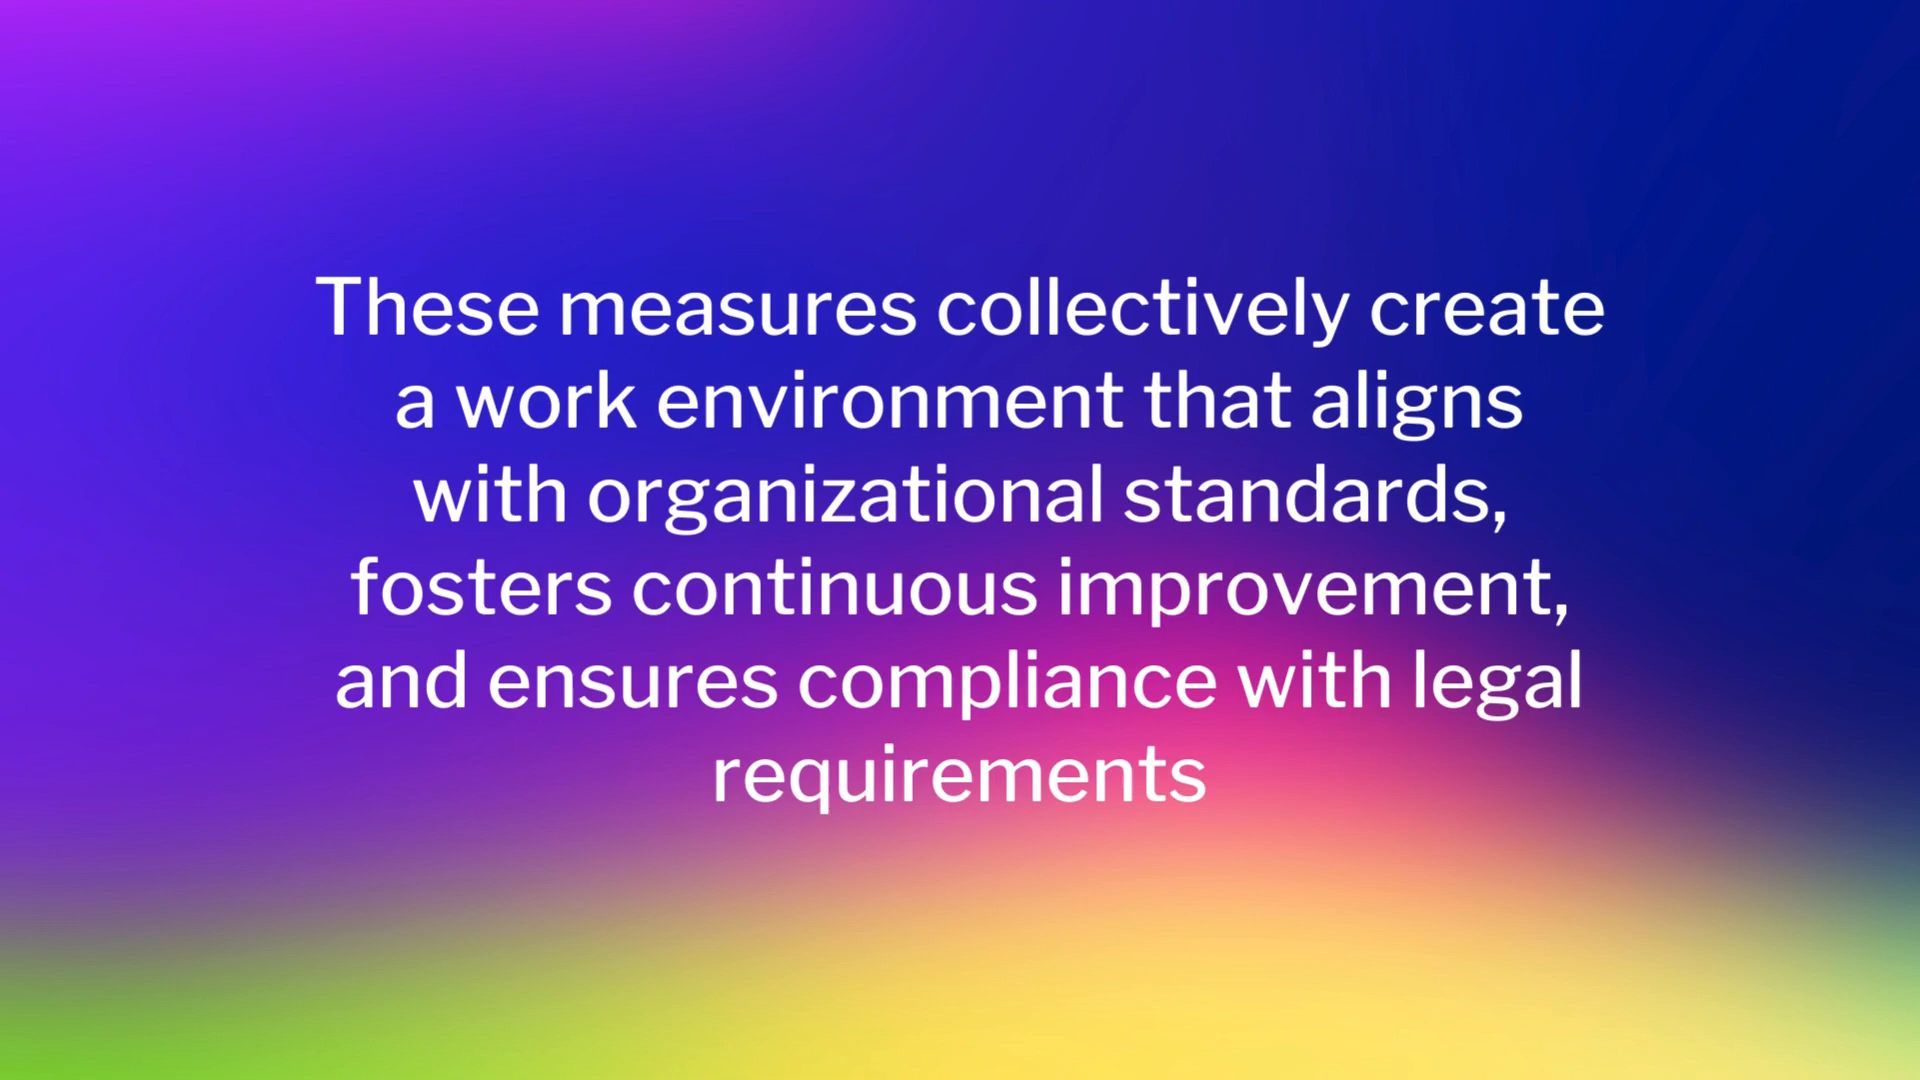 These measures collectively create
a work environment that aligns
with organizational standards,
fosters continuous improvement,
and ensures compliance with legal
requirements